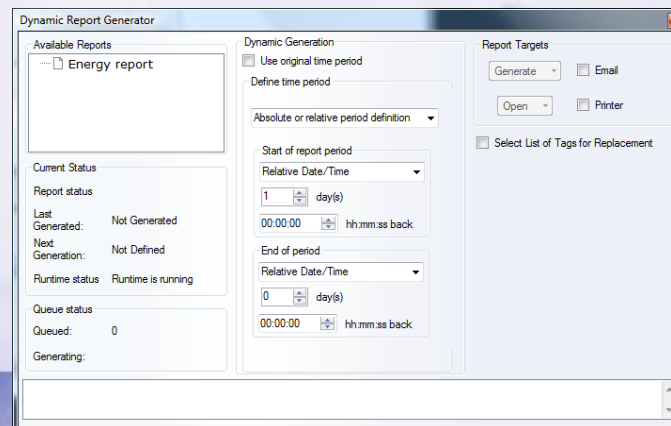 Dynamic Report Generator
Available Reports
Energy report
Current Status
Report status
Last Generated: Not Generated
Next Generation: Not Defined
Runtime status Runtime is running
Queue status
Queued: 0
Generating:
Dynamic Generation
Use original time period
Define time period
Absolute or relative period definition
Start of report period
Relative Date/Time
1 day(s)
00:00:00 hh:mm:ss back
End of period
Relative Date/Time
0 day(s)
00:00:00 hh:mm:ss back
Report Targets
Generate Email
Open Printer
Select List of Tags for Replacement